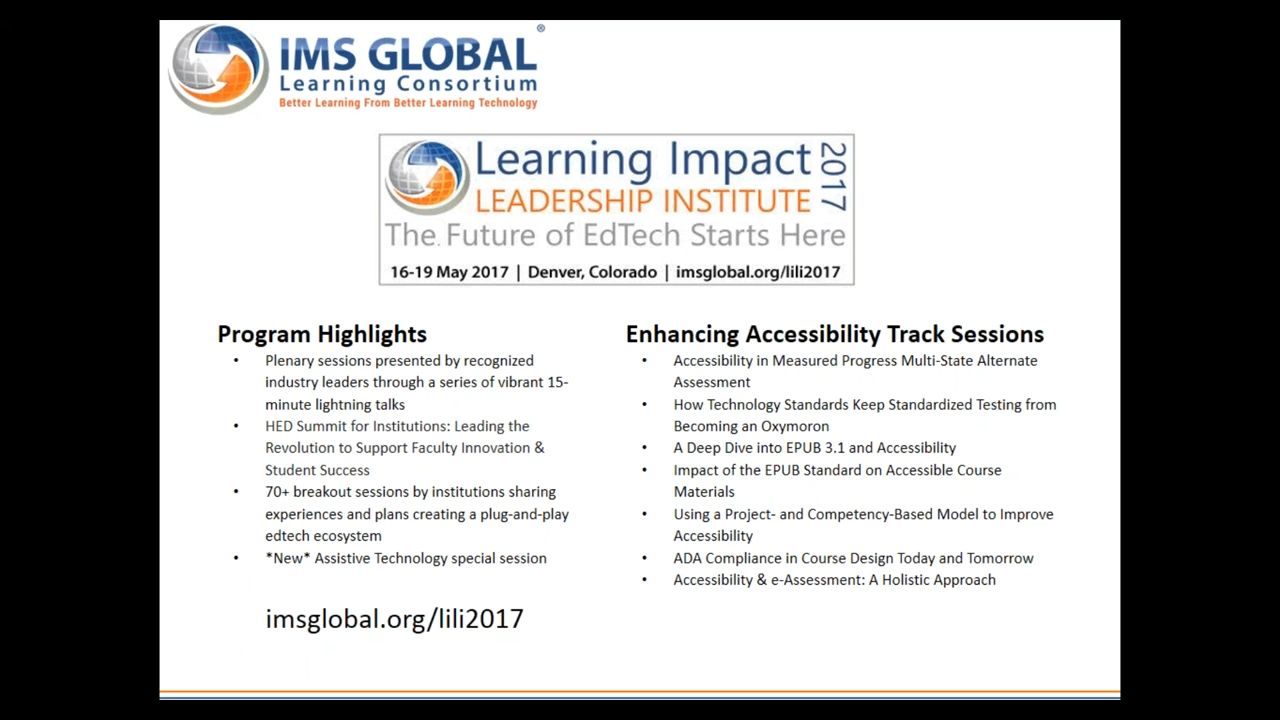 IMS GLOBAL®
Learning Consortium
Better Learning From Better Learning Technology
Learning Impact 2017
LEADERSHIP INSTITUTE
The Future of EdTech Starts Here
16-19 May 2017 | Denver, Colorado | imsglobal.org/lili2017
Program Highlights
• Plenary sessions presented by recognized
industry leaders through a series of vibrant 15-
minute lightning talks
• HED Summit for Institutions: Leading the
Revolution to Support Faculty Innovation &
Student Success
• 70+ breakout sessions by institutions sharing
experiences and plans creating a plug-and-play
edtech ecosystem
• *New* Assistive Technology special session
imsglobal.org/lili2017
Enhancing Accessibility Track Sessions
• Accessibility in Measured Progress Multi-State Alternate
Assessment
• How Technology Standards Keep Standardized Testing from
Becoming an Oxymoron
• A Deep Dive into EPUB 3.1 and Accessibility
• Impact of the EPUB Standard on Accessible Course
Materials
• Using a Project- and Competency-Based Model to Improve
Accessibility
• ADA Compliance in Course Design Today and Tomorrow
• Accessibility & e-Assessment: A Holistic Approach